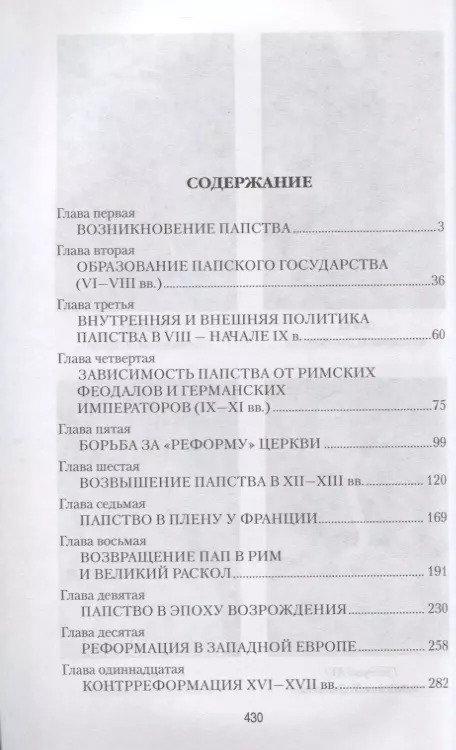 СОДЕРЖАНИЕ
Глава первая
ВОЗНИКНОВЕНИЕ ПАПСТВА..............................3
Глава вторая
ОБРАЗОВАНИЕ ПАПСКОГО ГОСУДАРСТВА
(VI—VIII вв.)..............................36
Глава третья
ВНУТРЕННЯЯ И ВНЕШНЯЯ ПОЛИТИКА
ПАПСТВА В VIII — НАЧАЛЕ IX в...............................60
Глава четвертая
ЗАВИСИМОСТЬ ПАПСТВА ОТ РИМСКИХ
ФЕОДАЛОВ И ГЕРМАНСКИХ
ИМПЕРАТОРОВ (IX—XI вв.)..............................75
Глава пятая
БОРЬБА ЗА «РЕФОРМУ» ЦЕРКВИ..............................99
Глава шестая
ВОЗВЫШЕНИЕ ПАПСТВА В XII—XIII вв...............................120
Глава седьмая
ПАПСТВО В ПЛЕНУ У ФРАНЦИИ..............................169
Глава восьмая
ВОЗВРАЩЕНИЕ ПАП В РИМ
И ВЕЛИКИЙ РАСКОЛ..............................191
Глава девятая
ПАПСТВО В ЭПОХУ ВОЗРОЖДЕНИЯ..............................230
Глава десятая
РЕФОРМАЦИЯ В ЗАПАДНОЙ ЕВРОПЕ..............................258
Глава одиннадцатая
КОНТРРЕФОРМАЦИЯ XVI—XVII вв...............................282
430